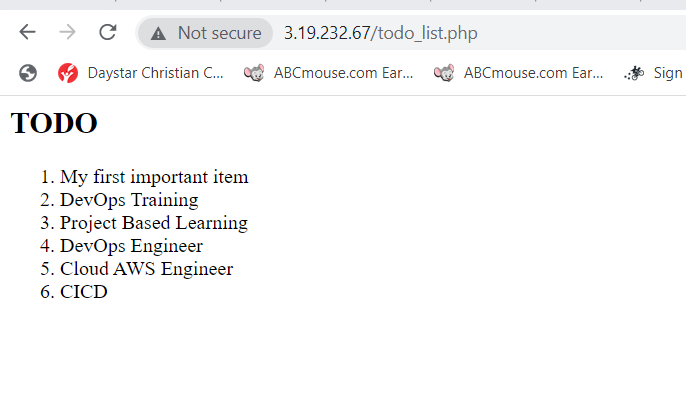 Not secure 3.19.232.67/todo_list.php
Daystar Christian C... ABCmouse.com Ear... ABCmouse.com Ear... Sign
TODO
1. My first important item
2. DevOps Training
3. Project Based Learning
4. DevOps Engineer
5. Cloud AWS Engineer
6. CICD